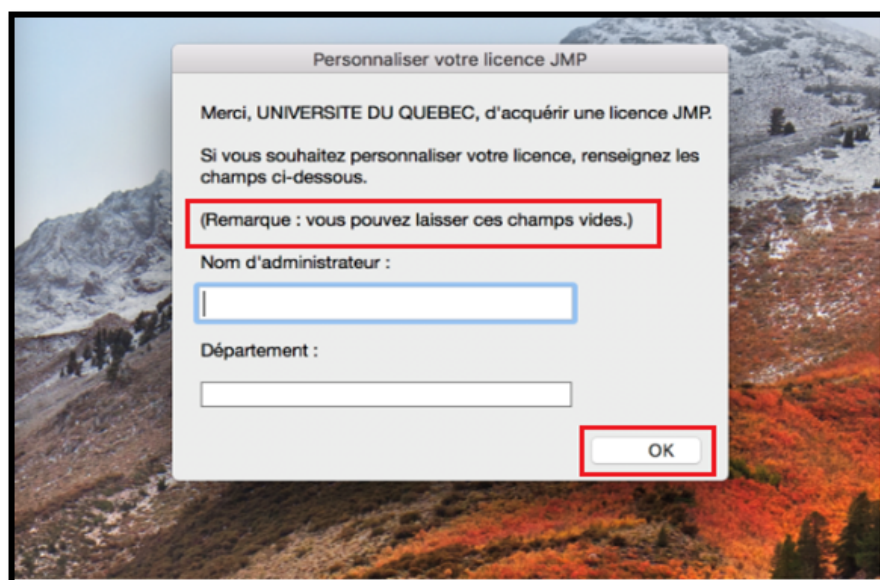 Personnaliser votre licence JMP
Merci, UNIVERSITE DU QUEBEC, d'acquérir une licence JMP.
Si vous souhaitez personnaliser votre licence, renseignez les
champs ci-dessous.
(Remarque : vous pouvez laisser ces champs vides.)
Nom d'administrateur :
Département :
OK